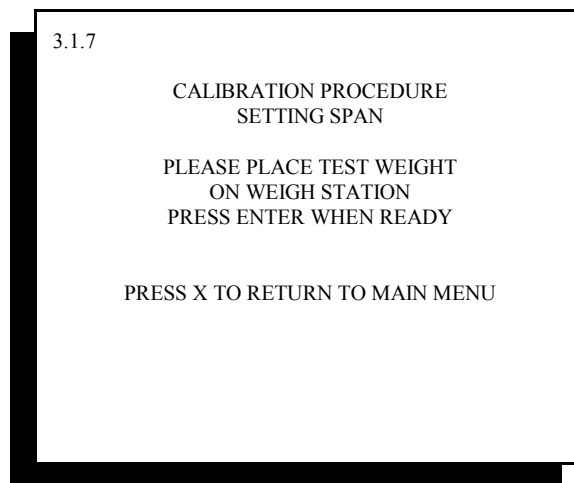 3.1.7
CALIBRATION PROCEDURE
SETTING SPAN
PLEASE PLACE TEST WEIGHT
ON WEIGH STATION
PRESS ENTER WHEN READY
PRESS X TO RETURN TO MAIN MENU